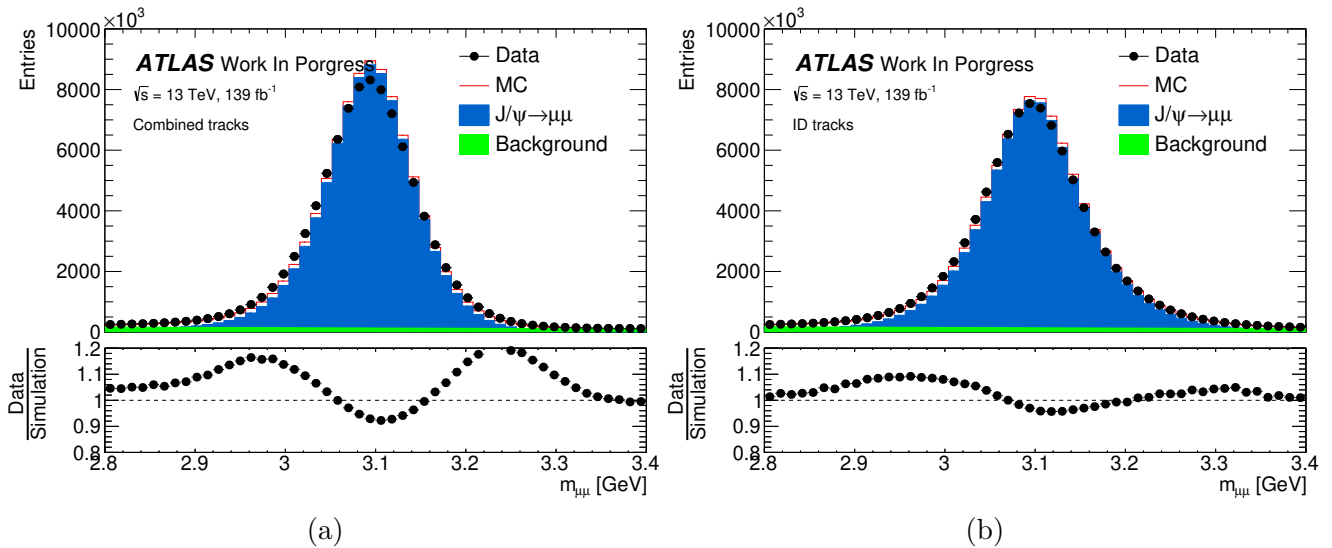 ×10³
Entries
10000
8000
6000
4000
2000
0
ATLAS Work In Porgress
√s = 13 TeV, 139 fb⁻¹
Combined tracks
Data
MC
J/ψ→μμ
Background
Data
Simulation
1.2
1.1
1
0.9
0.8
2.8 2.9 3 3.1 3.2 3.3 3.4
m_μμ [GeV]
(a)
×10³
Entries
10000
8000
6000
4000
2000
0
ATLAS Work In Porgress
√s = 13 TeV, 139 fb⁻¹
ID tracks
Data
MC
J/ψ→μμ
Background
Data
Simulation
1.2
1.1
1
0.9
0.8
2.8 2.9 3 3.1 3.2 3.3 3.4
m_μμ [GeV]
(b)